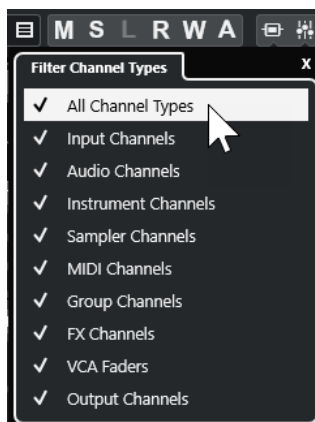 M S L R W A
Filter Channel Types X
✓ All Channel Types
✓ Input Channels
✓ Audio Channels
✓ Instrument Channels
✓ Sampler Channels
✓ MIDI Channels
✓ Group Channels
✓ FX Channels
✓ VCA Faders
✓ Output Channels